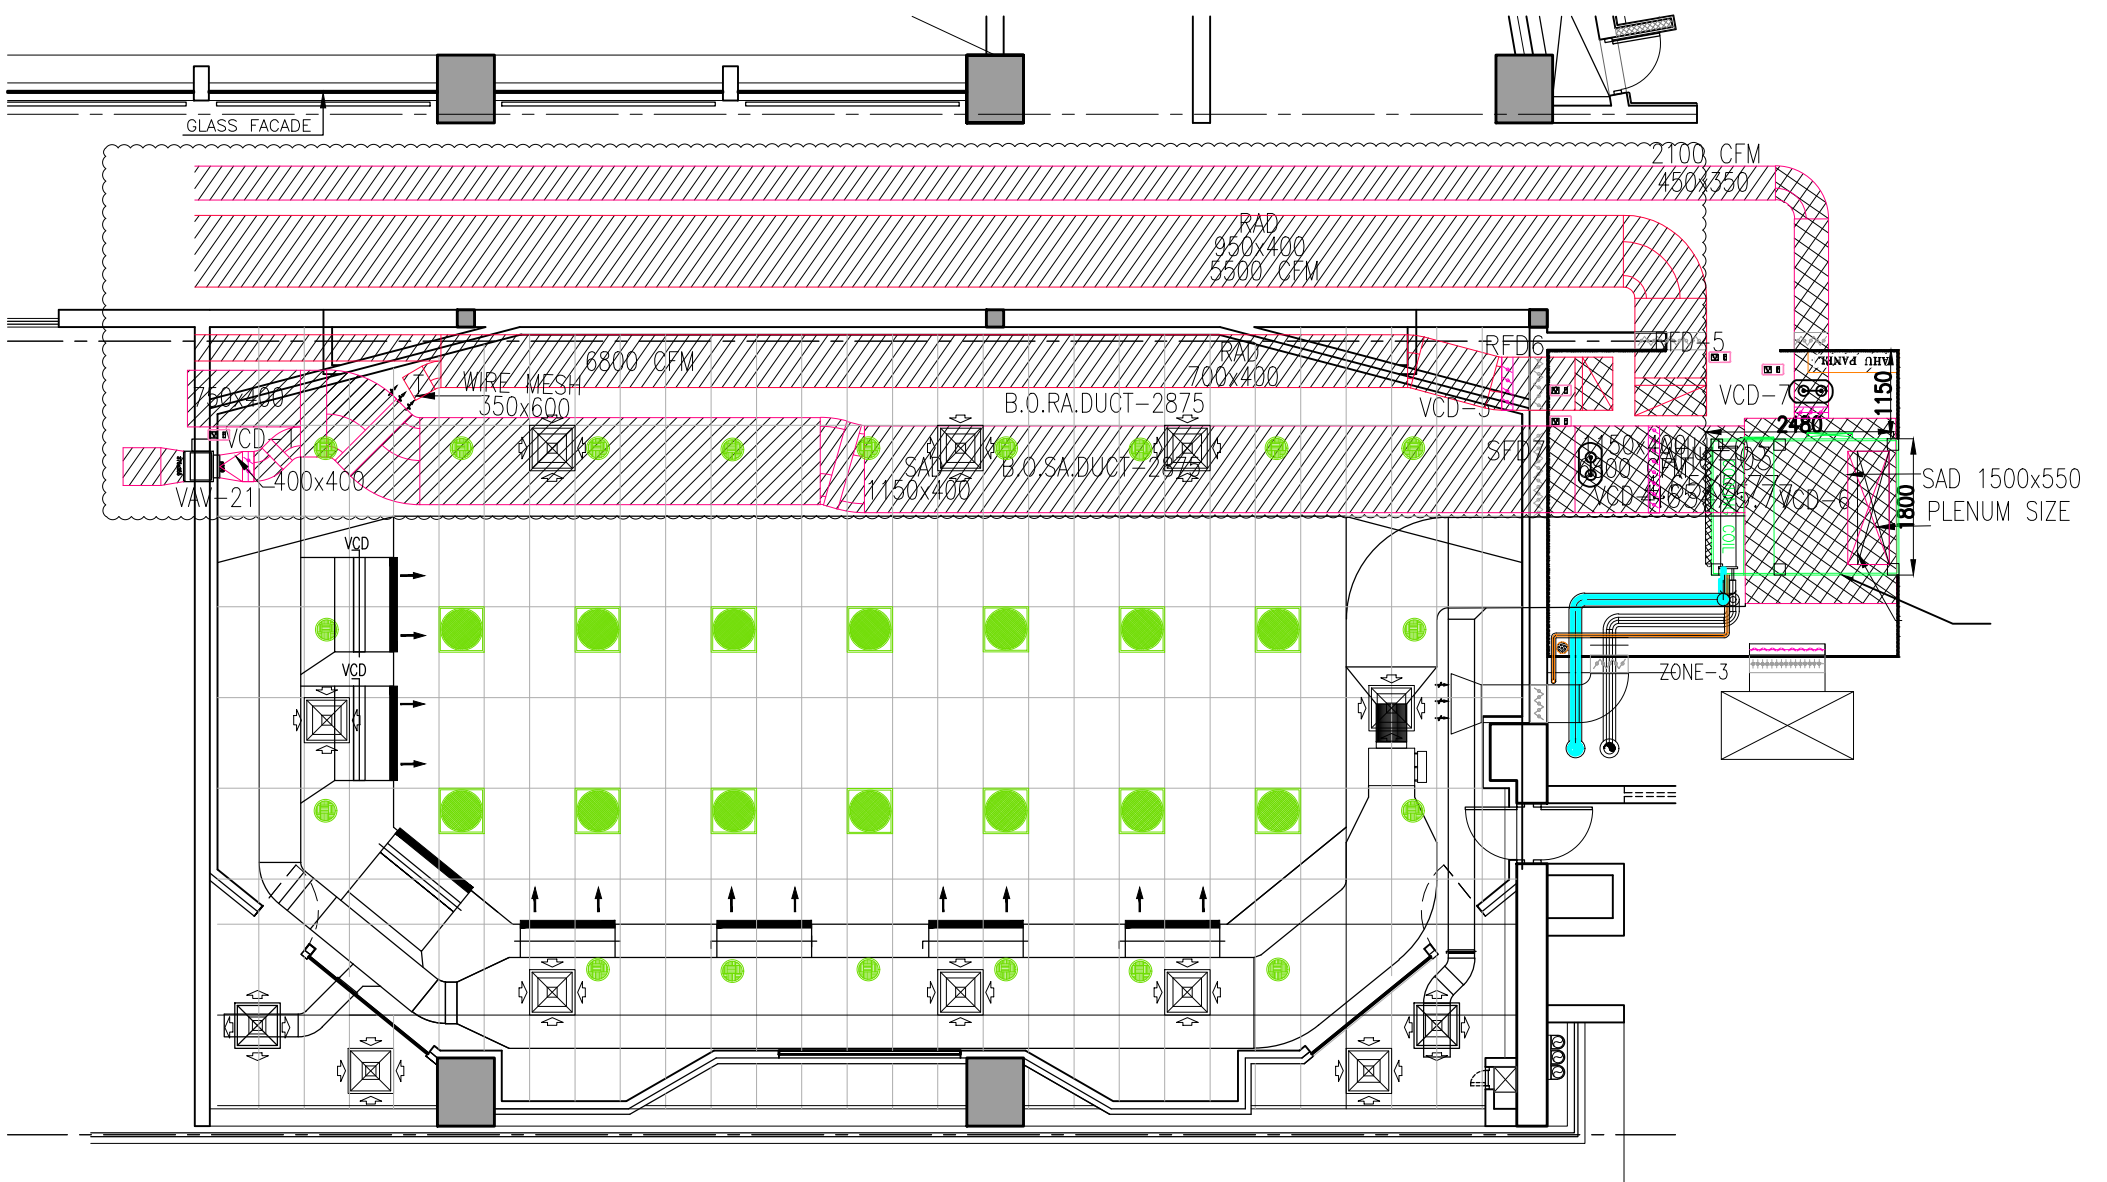 GLASS FACADE
2100 CFM
450x350
RAD
950x400
5500 CFM
RFD6
RFD-5
AHU PANEL
6800 CFM
RAD
700x400
WIRE MESH
350x600
750x400
B.O.RA.DUCT-2875
VCD-7
1150
2480
VCD-1
SFD7
1150x400
400x400
SAD
1150x400
B.O.SA.DUCT-2875
VAV-21
VCD-6
SAD 1500x550
PLENUM SIZE
1800
COIL
VCD
VCD
ZONE-3